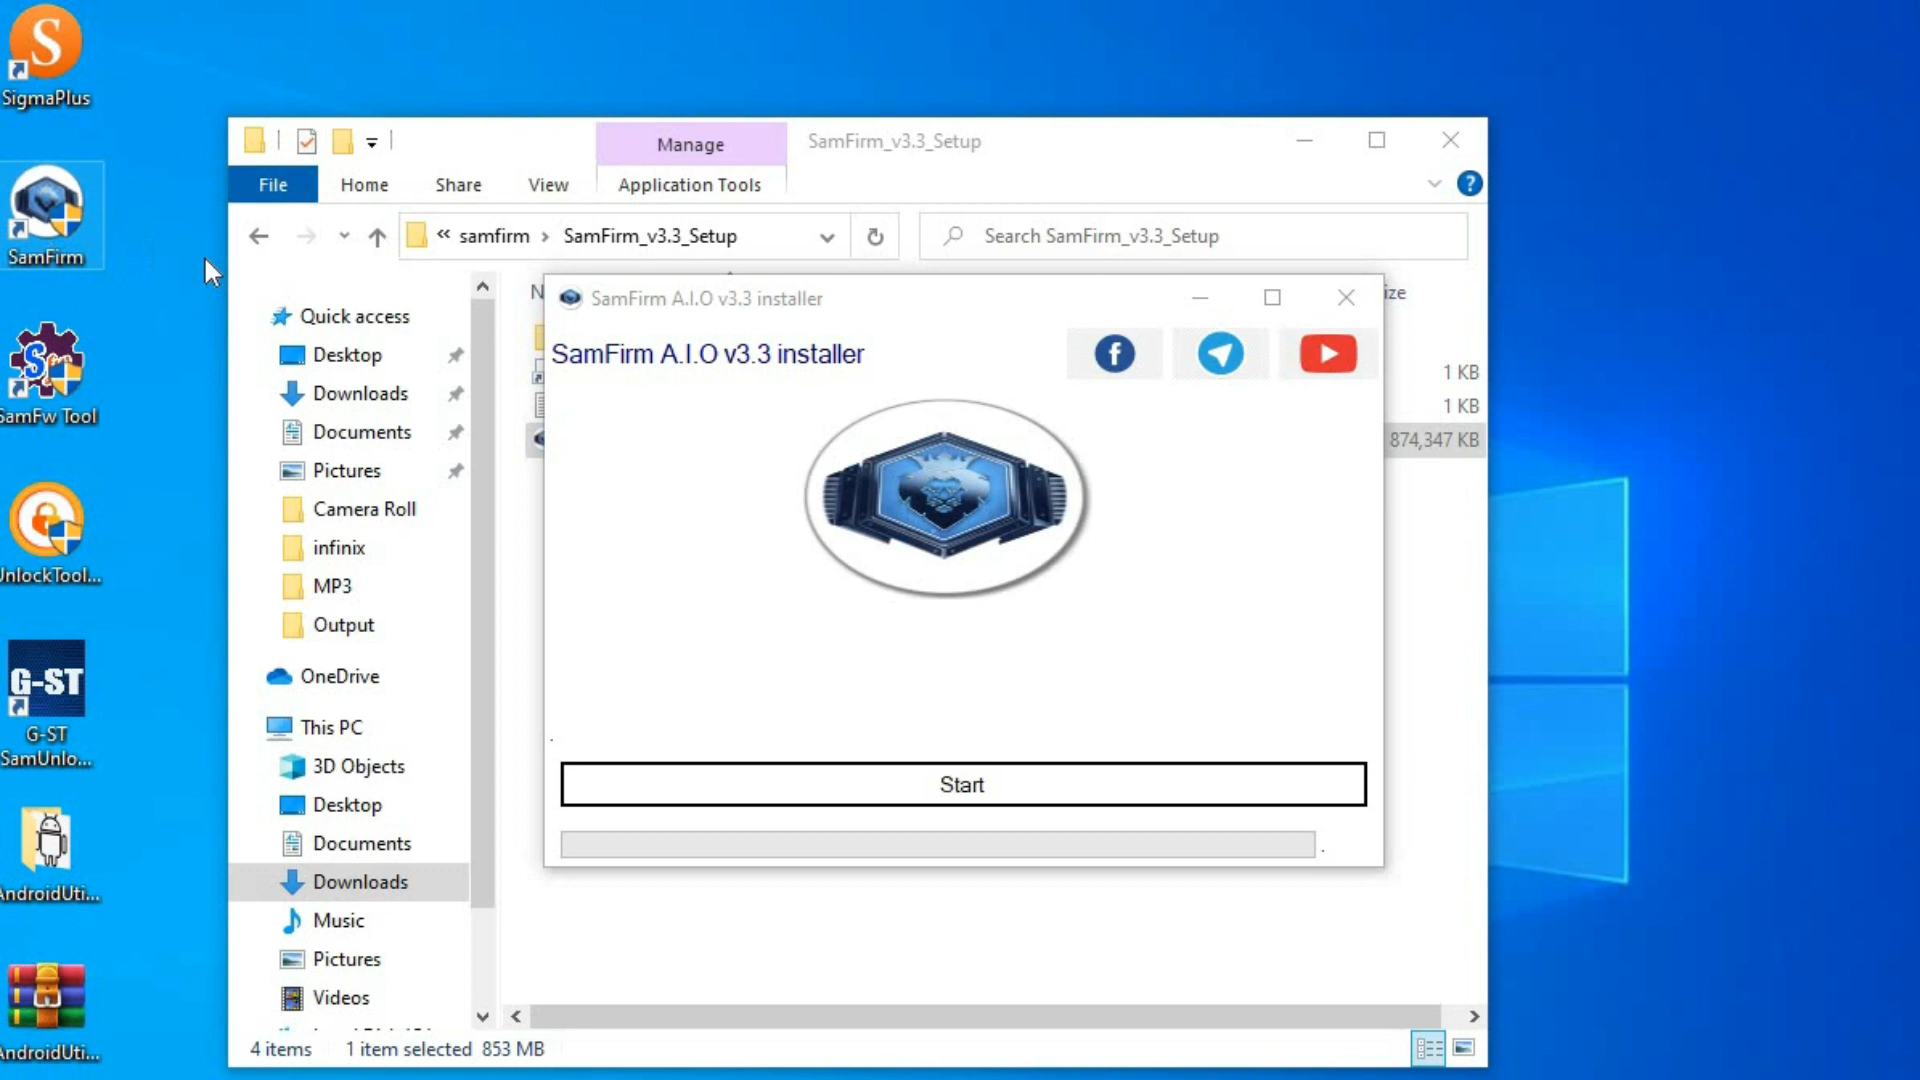 SigmaPlus
SamFirm
SamFw Tool
UnlockTool...
G-ST
G-ST
SamUnlo...
AndroidUti...
AndroidUti...
Manage
SamFirm_v3.3_Setup
File
Home
Share
View
Application Tools
?
« samfirm > SamFirm_v3.3_Setup
Search SamFirm_v3.3_Setup
Quick access
Desktop
Downloads
Documents
Pictures
Camera Roll
infinix
MP3
Output
OneDrive
This PC
3D Objects
Desktop
Documents
Downloads
Music
Pictures
Videos
1 KB
1 KB
874,347 KB
SamFirm A.I.O v3.3 installer
SamFirm A.I.O v3.3 installer
.
Start
.
4 items
1 item selected 853 MB